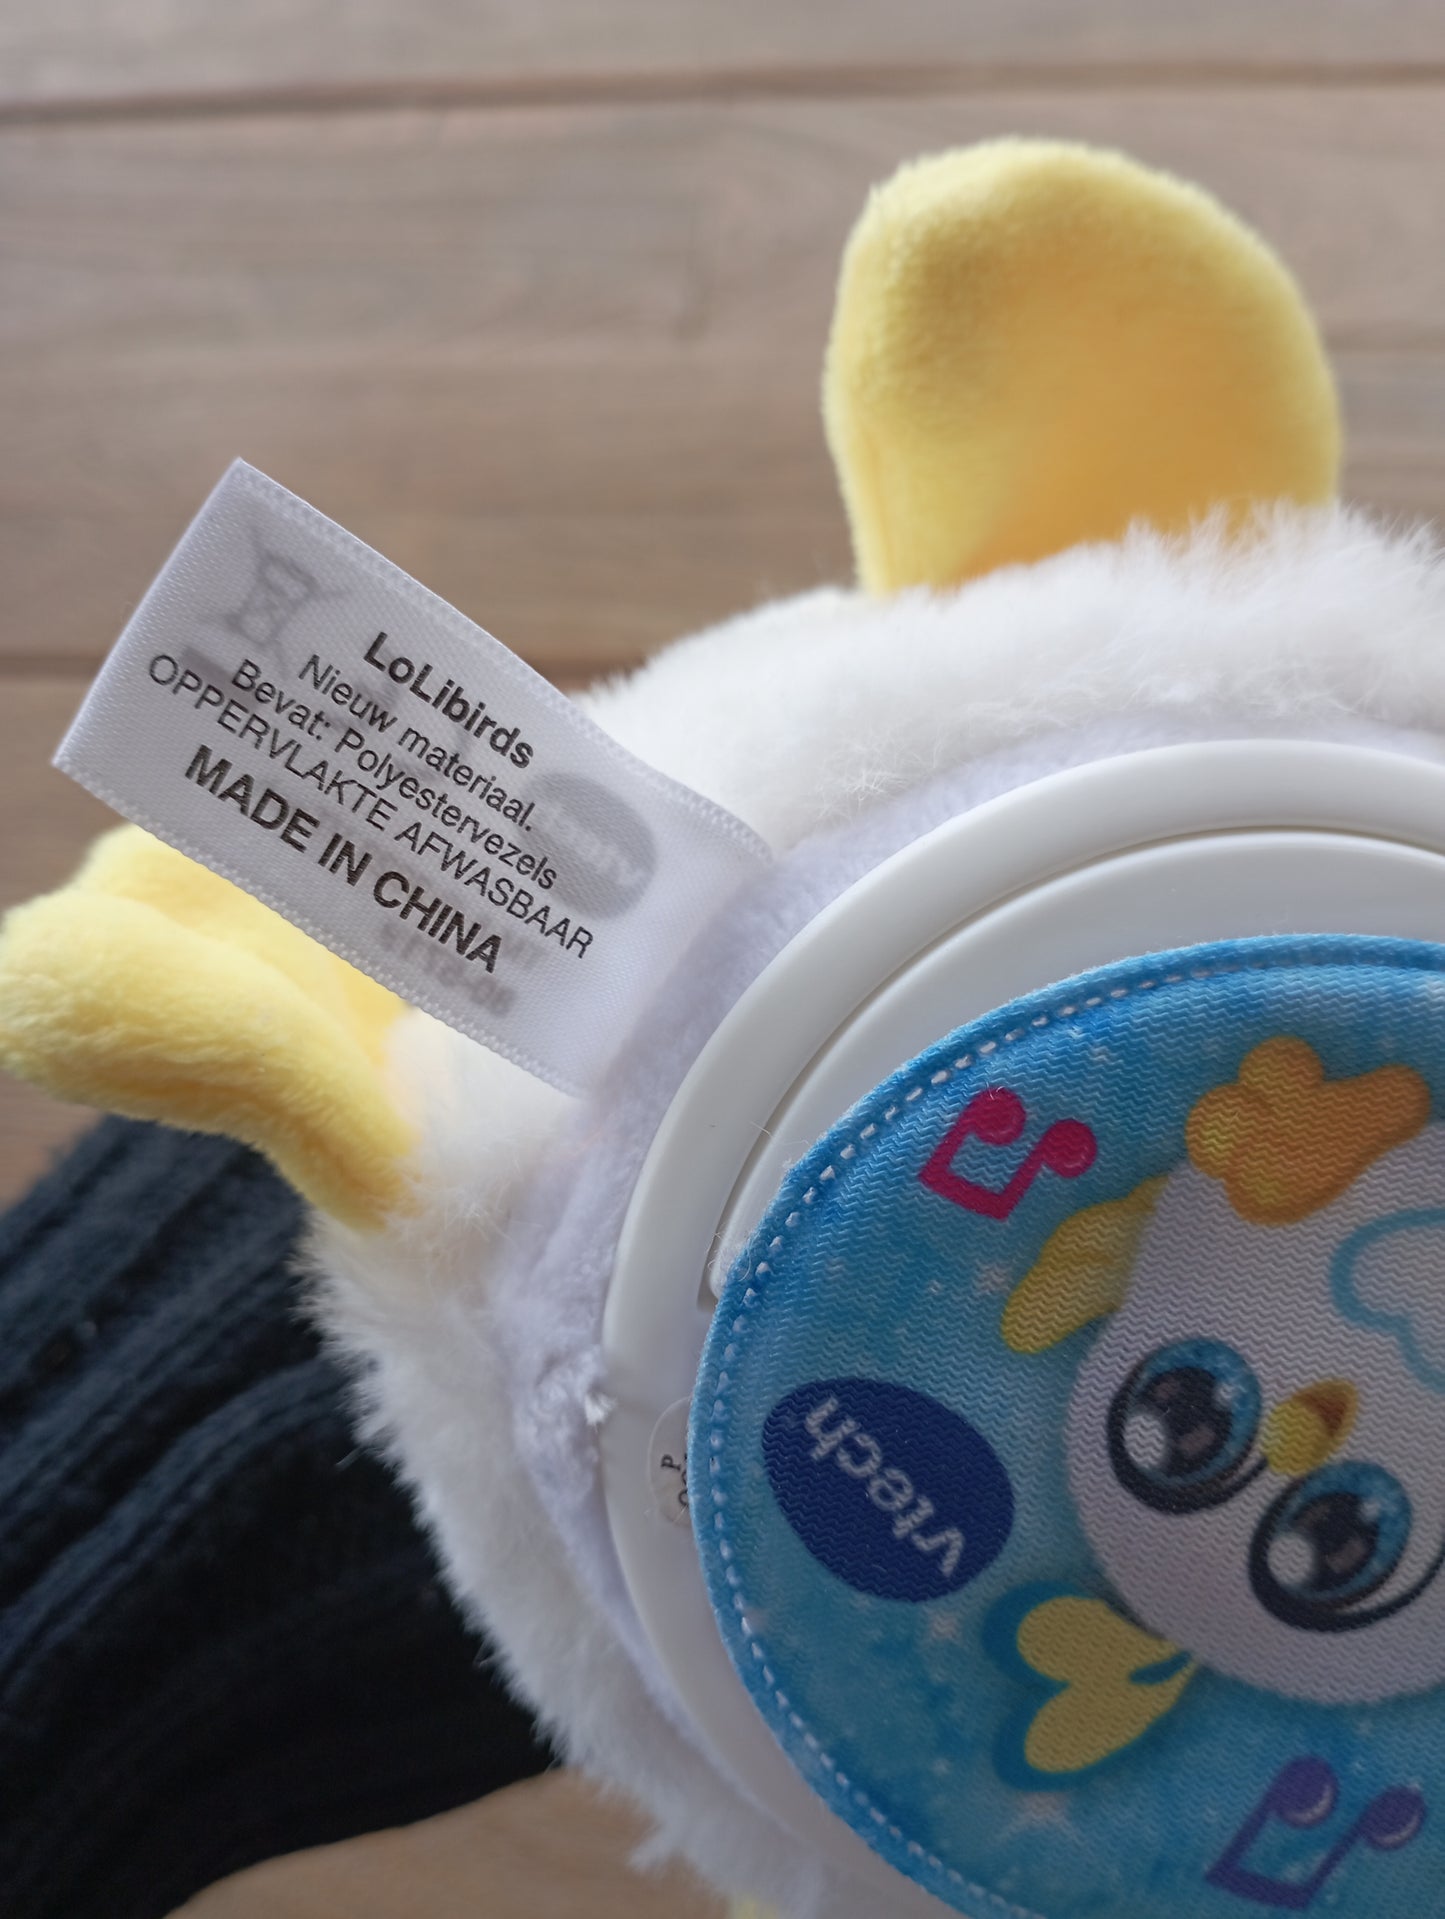 LoLibirds
Nieuw materiaal.
Bevat: Polyestervezels
OPPERVLAKTE AFWASBAAR
MADE IN CHINA
vtech